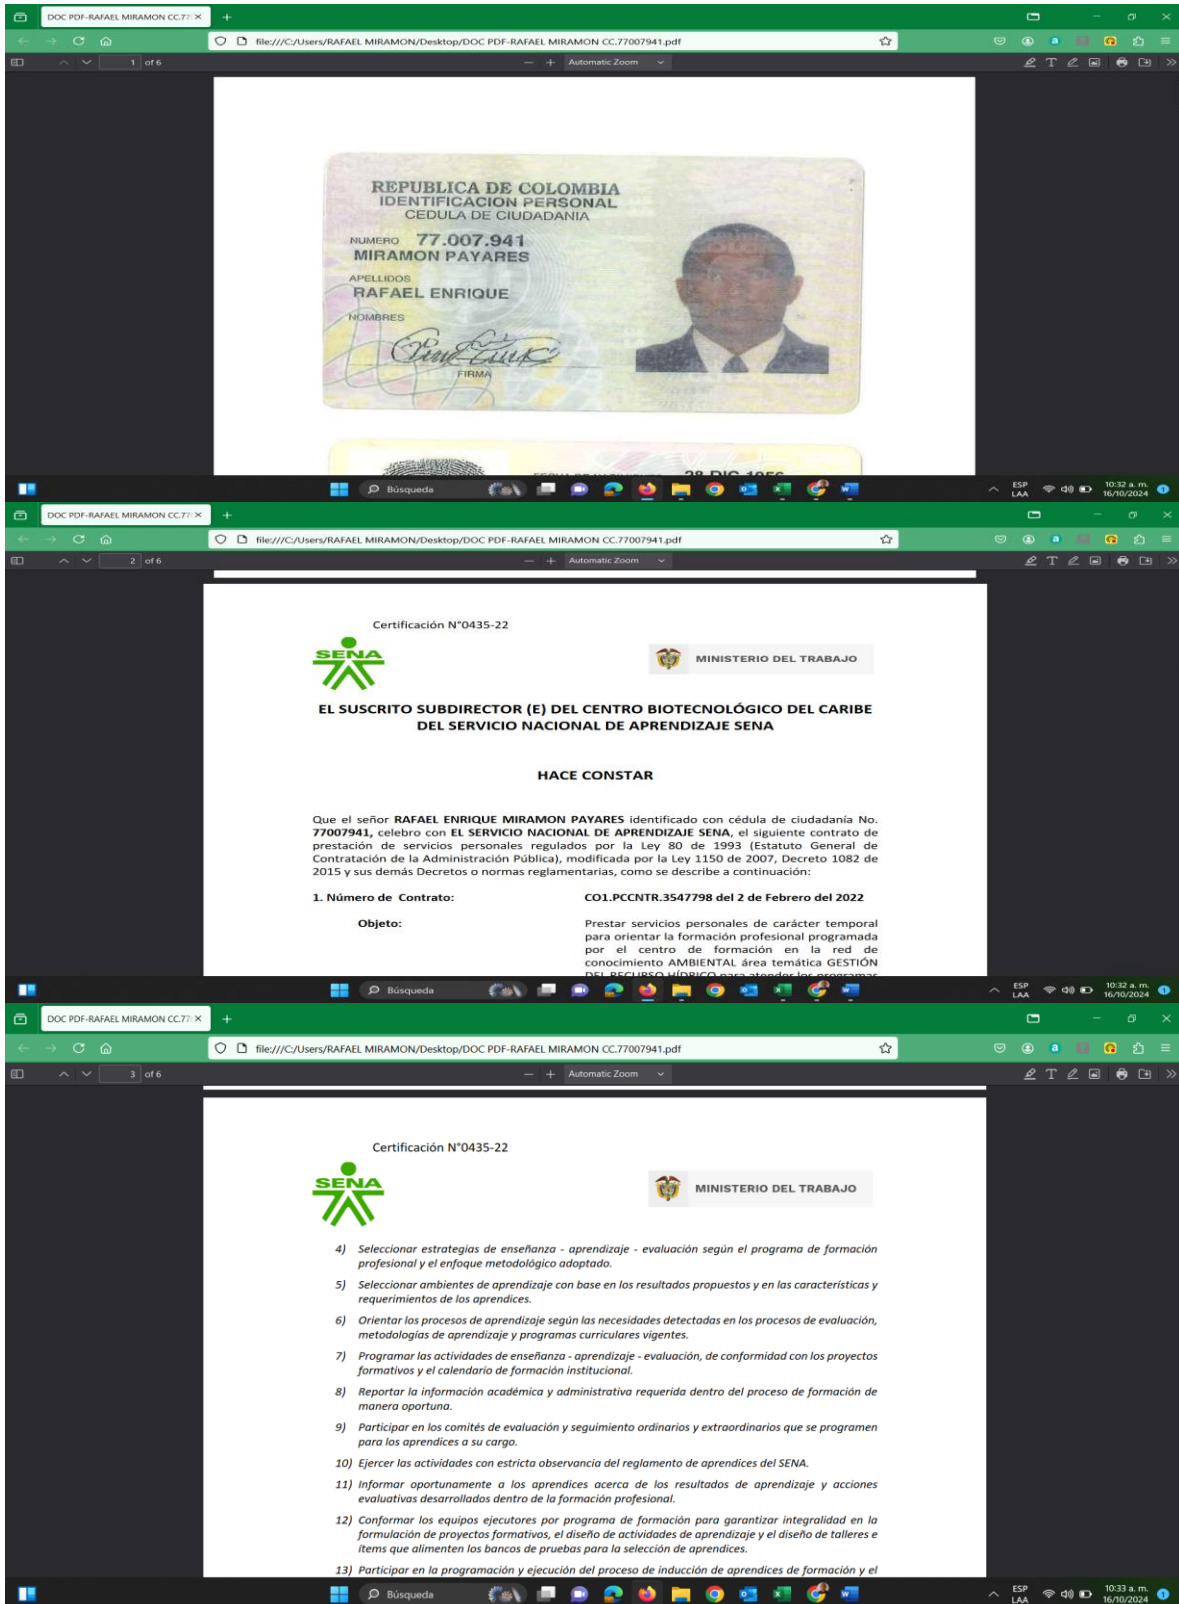 DOC PDF-RAFAEL MIRAMON CC.77
file:///C:/Users/RAFAEL MIRAMON/Desktop/DOC PDF-RAFAEL MIRAMON CC.77007941.pdf
1 of 6
Automatic Zoom
REPUBLICA DE COLOMBIA
IDENTIFICACION PERSONAL
CEDULA DE CIUDADANIA
NUMERO 77.007.941
MIRAMON PAYARES
APELLIDOS
RAFAEL ENRIQUE
NOMBRES
FIRMA
28-DIC-1956
Búsqueda
ESP
LAA
10:32 a. m.
16/10/2024
DOC PDF-RAFAEL MIRAMON CC.77
file:///C:/Users/RAFAEL MIRAMON/Desktop/DOC PDF-RAFAEL MIRAMON CC.77007941.pdf
2 of 6
Automatic Zoom
Certificación N°0435-22
SENA
MINISTERIO DEL TRABAJO
EL SUSCRITO SUBDIRECTOR (E) DEL CENTRO BIOTECNOLÓGICO DEL CARIBE
DEL SERVICIO NACIONAL DE APRENDIZAJE SENA
HACE CONSTAR
Que el señor RAFAEL ENRIQUE MIRAMON PAYARES identificado con cédula de ciudadanía No.
77007941, celebro con EL SERVICIO NACIONAL DE APRENDIZAJE SENA, el siguiente contrato de
prestación de servicios personales regulados por la Ley 80 de 1993 (Estatuto General de
Contratación de la Administración Pública), modificada por la Ley 1150 de 2007, Decreto 1082 de
2015 y sus demás Decretos o normas reglamentarias, como se describe a continuación:
1. Número de Contrato: CO1.PCCNTR.3547798 del 2 de Febrero del 2022
Objeto: Prestar servicios personales de carácter temporal
para orientar la formación profesional programada
por el centro de formación en la red de
conocimiento AMBIENTAL área temática GESTIÓN
DEL RECURSO HÍDRICO para atender los programas
Búsqueda
ESP
LAA
10:32 a. m.
16/10/2024
DOC PDF-RAFAEL MIRAMON CC.77
file:///C:/Users/RAFAEL MIRAMON/Desktop/DOC PDF-RAFAEL MIRAMON CC.77007941.pdf
3 of 6
Automatic Zoom
Certificación N°0435-22
SENA
MINISTERIO DEL TRABAJO
4) Seleccionar estrategias de enseñanza - aprendizaje - evaluación según el programa de formación
profesional y el enfoque metodológico adoptado.
5) Seleccionar ambientes de aprendizaje con base en los resultados propuestos y en las características y
requerimientos de los aprendices.
6) Orientar los procesos de aprendizaje según las necesidades detectadas en los procesos de evaluación,
metodologías de aprendizaje y programas curriculares vigentes.
7) Programar las actividades de enseñanza - aprendizaje - evaluación, de conformidad con los proyectos
formativos y el calendario de formación institucional.
8) Reportar la información académica y administrativa requerida dentro del proceso de formación de
manera oportuna.
9) Participar en los comités de evaluación y seguimiento ordinarios y extraordinarios que se programen
para los aprendices a su cargo.
10) Ejercer las actividades con estricta observancia del reglamento de aprendices del SENA.
11) Informar oportunamente a los aprendices acerca de los resultados de aprendizaje y acciones
evaluativas desarrollados dentro de la formación profesional.
12) Conformar los equipos ejecutores por programa de formación para garantizar integralidad en la
formulación de proyectos formativos, el diseño de actividades de aprendizaje y el diseño de talleres e
ítems que alimenten los bancos de pruebas para la selección de aprendices.
13) Participar en la programación y ejecución del proceso de inducción de aprendices de formación y el
Búsqueda
ESP
LAA
10:33 a. m.
16/10/2024